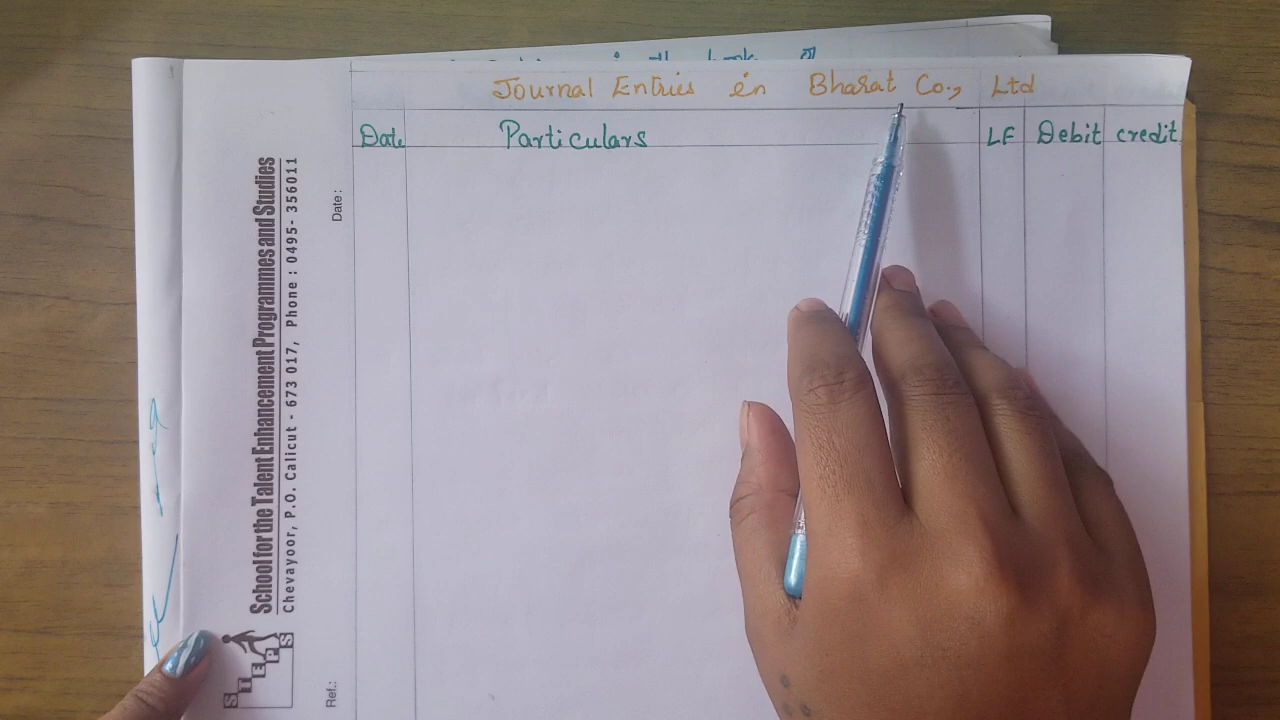 Journal Entries in Bharat Co., Ltd
Date Particulars LF Debit credit
School for the Talent Enhancement Programmes and Studies
Chevayoor, P.O. Calicut - 673 017, Phone : 0495- 356011
STEPS
Ref.: Date: